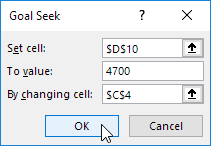 Goal Seek ? ×
Set cell: $D$10
To value: 4700
By changing cell: $C$4
OK Cancel